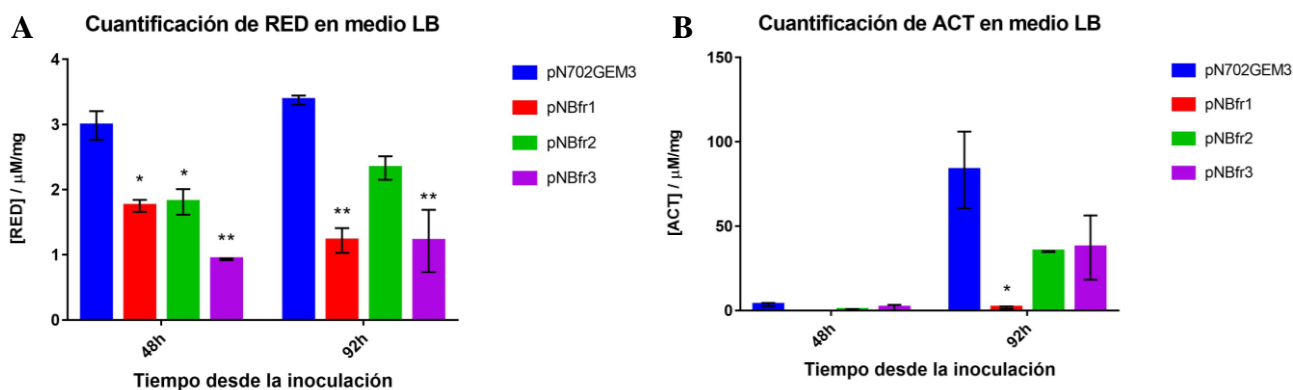 A
Cuantificación de RED en medio LB
[RED] / μM/mg
4
3
2
1
0
*
*
**
**
**
48h
92h
Tiempo desde la inoculación
pN702GEM3
pNBfr1
pNBfr2
pNBfr3
B
Cuantificación de ACT en medio LB
[ACT] / μM/mg
150
100
50
0
*
48h
92h
Tiempo desde la inoculación
pN702GEM3
pNBfr1
pNBfr2
pNBfr3